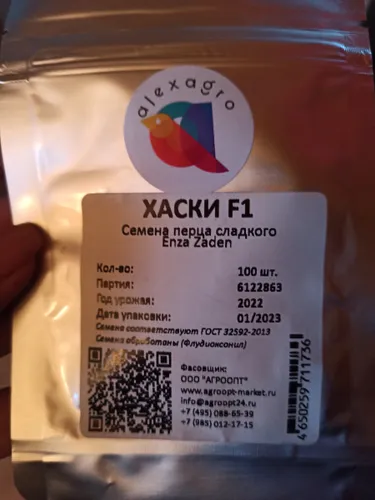 alexagro
ХАСКИ F1
Семена перца сладкого
Enza Zaden
Кол-во: 100 шт.
Партия: 6122863
Год урожая: 2022
Дата упаковки: 01/2023
Семена соответствуют ГОСТ 32592-2013
Семена обработаны (Флудиоксонил)
Фасовщик:
ООО "АГРООПТ"
www.agroopt-market.ru
info@agroopt24.ru
+7 (495) 088-65-39
+7 (985) 012-17-15
4650259711736